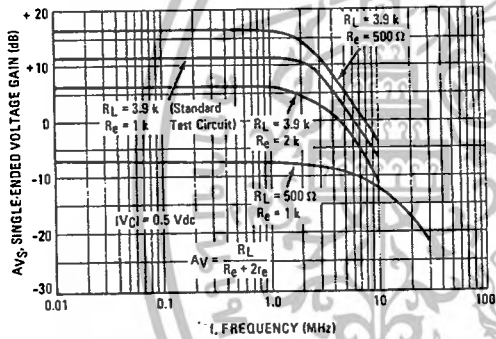 AVS, SINGLE-ENDED VOLTAGE GAIN (dB)
+ 20
+10
0
-10
-20
-30
RL = 3.9 k
Re = 500 Ω
RL = 3.9 k (Standard
Re = 1 k Test Circuit)
RL = 3.9 k
Re = 2 k
RL = 500 Ω
Re = 1 k
|VC| = 0.5 Vdc
AV = RL
Re + 2re
0.01
0.1
1.0
10
100
f, FREQUENCY (MHz)